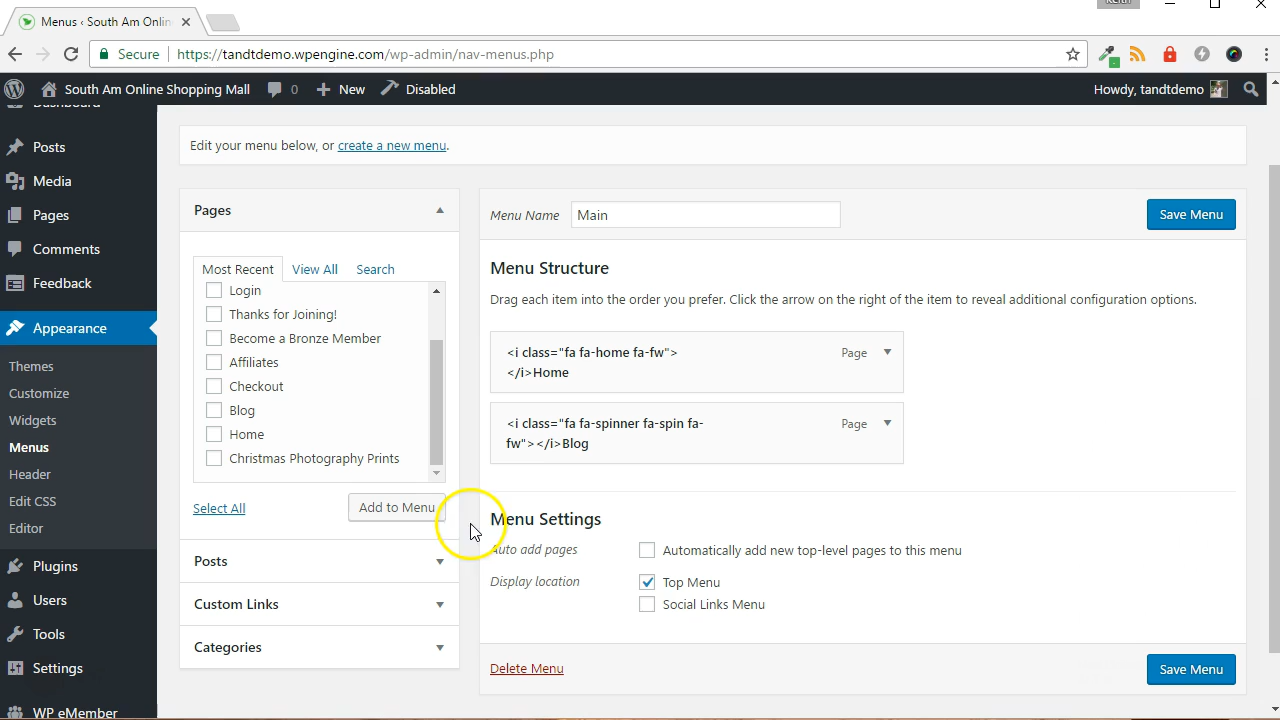 Keith
Menus ‹ South Am Onlin
Secure
https://tandtdemo.wpengine.com/wp-admin/nav-menus.php
South Am Online Shopping Mall
0
New
Disabled
Howdy, tandtdemo
Dashboard
Posts
Media
Pages
Comments
Feedback
Appearance
Themes
Customize
Widgets
Menus
Header
Edit CSS
Editor
Plugins
Users
Tools
Settings
WP eMember
Edit your menu below, or create a new menu.
Pages
Most Recent
View All
Search
Login
Thanks for Joining!
Become a Bronze Member
Affiliates
Checkout
Blog
Home
Christmas Photography Prints
Select All
Add to Menu
Posts
Custom Links
Categories
Menu Name
Main
Save Menu
Menu Structure
Drag each item into the order you prefer. Click the arrow on the right of the item to reveal additional configuration options.
<i class="fa fa-home fa-fw">
</i>Home
Page
<i class="fa fa-spinner fa-spin fa-
fw"></i>Blog
Page
Menu Settings
Auto add pages
Automatically add new top-level pages to this menu
Display location
Top Menu
Social Links Menu
Delete Menu
Save Menu